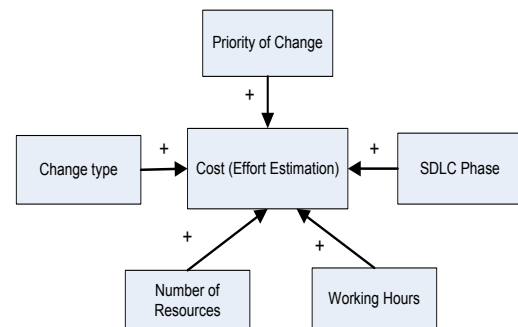 Priority of Change
+
+
+
Change type
Cost (Effort Estimation)
SDLC Phase
+
+
Number of
Resources
Working Hours